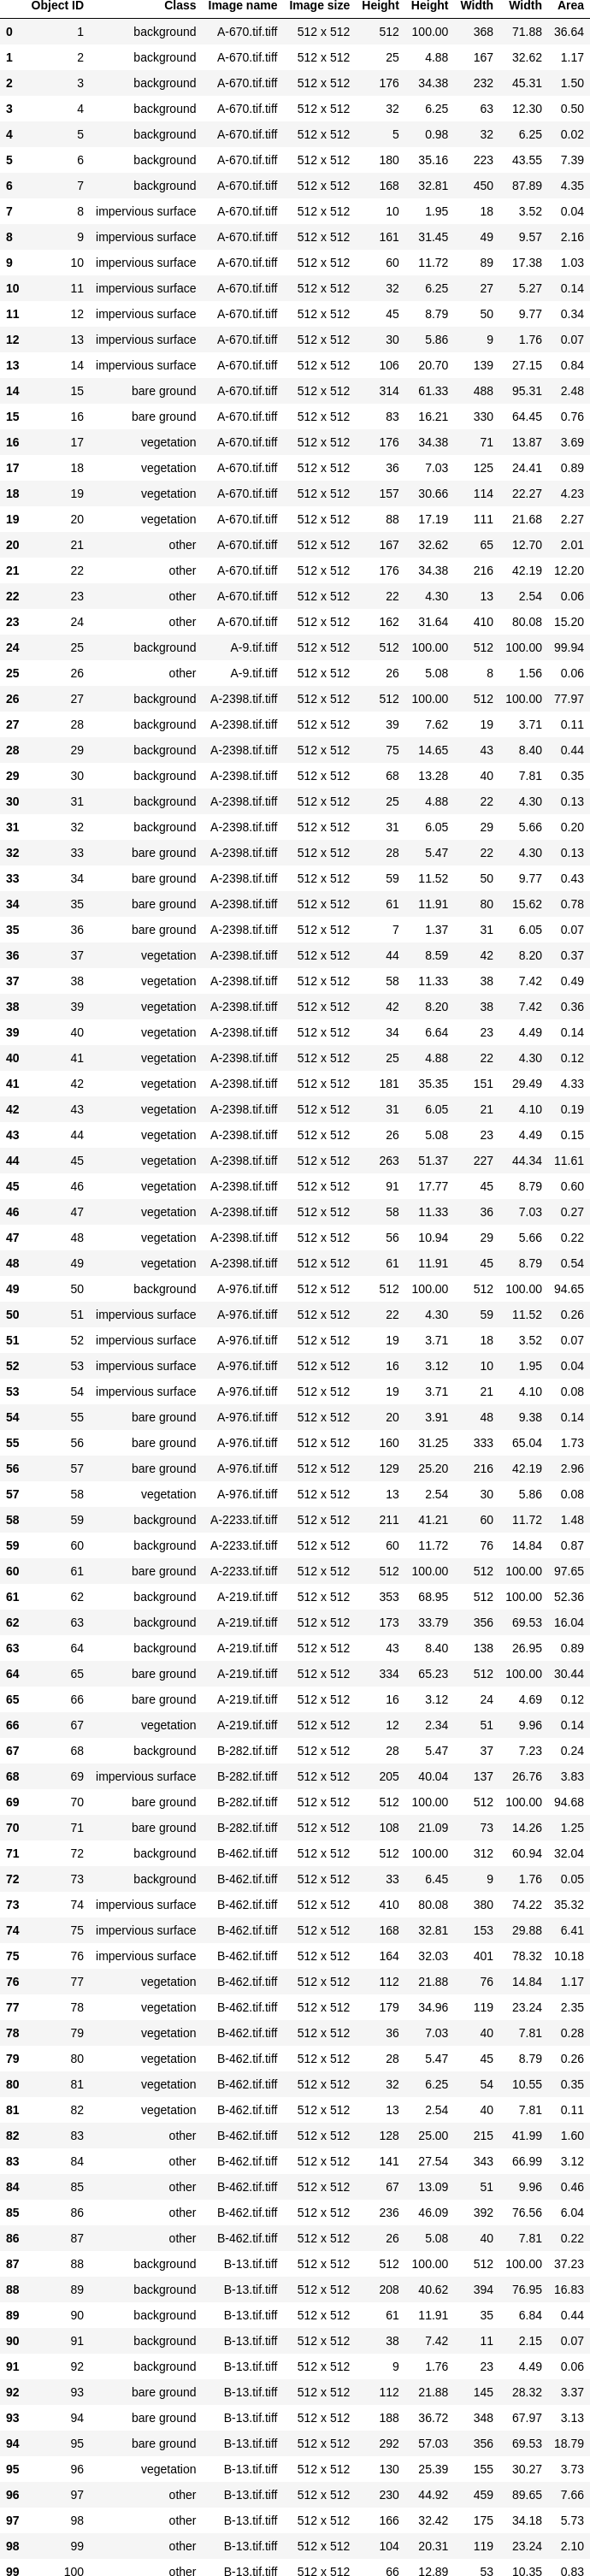 Object ID Class Image name Image size Height Height Width Width Area
0 1 background A-670.tif.tiff 512 x 512 512 100.00 368 71.88 36.64
1 2 background A-670.tif.tiff 512 x 512 25 4.88 167 32.62 1.17
2 3 background A-670.tif.tiff 512 x 512 176 34.38 232 45.31 1.50
3 4 background A-670.tif.tiff 512 x 512 32 6.25 63 12.30 0.50
4 5 background A-670.tif.tiff 512 x 512 5 0.98 32 6.25 0.02
5 6 background A-670.tif.tiff 512 x 512 180 35.16 223 43.55 7.39
6 7 background A-670.tif.tiff 512 x 512 168 32.81 450 87.89 4.35
7 8 impervious surface A-670.tif.tiff 512 x 512 10 1.95 18 3.52 0.04
8 9 impervious surface A-670.tif.tiff 512 x 512 161 31.45 49 9.57 2.16
9 10 impervious surface A-670.tif.tiff 512 x 512 60 11.72 89 17.38 1.03
10 11 impervious surface A-670.tif.tiff 512 x 512 32 6.25 27 5.27 0.14
11 12 impervious surface A-670.tif.tiff 512 x 512 45 8.79 50 9.77 0.34
12 13 impervious surface A-670.tif.tiff 512 x 512 30 5.86 9 1.76 0.07
13 14 impervious surface A-670.tif.tiff 512 x 512 106 20.70 139 27.15 0.84
14 15 bare ground A-670.tif.tiff 512 x 512 314 61.33 488 95.31 2.48
15 16 bare ground A-670.tif.tiff 512 x 512 83 16.21 330 64.45 0.76
16 17 vegetation A-670.tif.tiff 512 x 512 176 34.38 71 13.87 3.69
17 18 vegetation A-670.tif.tiff 512 x 512 36 7.03 125 24.41 0.89
18 19 vegetation A-670.tif.tiff 512 x 512 157 30.66 114 22.27 4.23
19 20 vegetation A-670.tif.tiff 512 x 512 88 17.19 111 21.68 2.27
20 21 other A-670.tif.tiff 512 x 512 167 32.62 65 12.70 2.01
21 22 other A-670.tif.tiff 512 x 512 176 34.38 216 42.19 12.20
22 23 other A-670.tif.tiff 512 x 512 22 4.30 13 2.54 0.06
23 24 other A-670.tif.tiff 512 x 512 162 31.64 410 80.08 15.20
24 25 background A-9.tif.tiff 512 x 512 512 100.00 512 100.00 99.94
25 26 other A-9.tif.tiff 512 x 512 26 5.08 8 1.56 0.06
26 27 background A-2398.tif.tiff 512 x 512 512 100.00 512 100.00 77.97
27 28 background A-2398.tif.tiff 512 x 512 39 7.62 19 3.71 0.11
28 29 background A-2398.tif.tiff 512 x 512 75 14.65 43 8.40 0.44
29 30 background A-2398.tif.tiff 512 x 512 68 13.28 40 7.81 0.35
30 31 background A-2398.tif.tiff 512 x 512 25 4.88 22 4.30 0.13
31 32 background A-2398.tif.tiff 512 x 512 31 6.05 29 5.66 0.20
32 33 bare ground A-2398.tif.tiff 512 x 512 28 5.47 22 4.30 0.13
33 34 bare ground A-2398.tif.tiff 512 x 512 59 11.52 50 9.77 0.43
34 35 bare ground A-2398.tif.tiff 512 x 512 61 11.91 80 15.62 0.78
35 36 bare ground A-2398.tif.tiff 512 x 512 7 1.37 31 6.05 0.07
36 37 vegetation A-2398.tif.tiff 512 x 512 44 8.59 42 8.20 0.37
37 38 vegetation A-2398.tif.tiff 512 x 512 58 11.33 38 7.42 0.49
38 39 vegetation A-2398.tif.tiff 512 x 512 42 8.20 38 7.42 0.36
39 40 vegetation A-2398.tif.tiff 512 x 512 34 6.64 23 4.49 0.14
40 41 vegetation A-2398.tif.tiff 512 x 512 25 4.88 22 4.30 0.12
41 42 vegetation A-2398.tif.tiff 512 x 512 181 35.35 151 29.49 4.33
42 43 vegetation A-2398.tif.tiff 512 x 512 31 6.05 21 4.10 0.19
43 44 vegetation A-2398.tif.tiff 512 x 512 26 5.08 23 4.49 0.15
44 45 vegetation A-2398.tif.tiff 512 x 512 263 51.37 227 44.34 11.61
45 46 vegetation A-2398.tif.tiff 512 x 512 91 17.77 45 8.79 0.60
46 47 vegetation A-2398.tif.tiff 512 x 512 58 11.33 36 7.03 0.27
47 48 vegetation A-2398.tif.tiff 512 x 512 56 10.94 29 5.66 0.22
48 49 vegetation A-2398.tif.tiff 512 x 512 61 11.91 45 8.79 0.54
49 50 background A-976.tif.tiff 512 x 512 512 100.00 512 100.00 94.65
50 51 impervious surface A-976.tif.tiff 512 x 512 22 4.30 59 11.52 0.26
51 52 impervious surface A-976.tif.tiff 512 x 512 19 3.71 18 3.52 0.07
52 53 impervious surface A-976.tif.tiff 512 x 512 16 3.12 10 1.95 0.04
53 54 impervious surface A-976.tif.tiff 512 x 512 19 3.71 21 4.10 0.08
54 55 bare ground A-976.tif.tiff 512 x 512 20 3.91 48 9.38 0.14
55 56 bare ground A-976.tif.tiff 512 x 512 160 31.25 333 65.04 1.73
56 57 bare ground A-976.tif.tiff 512 x 512 129 25.20 216 42.19 2.96
57 58 vegetation A-976.tif.tiff 512 x 512 13 2.54 30 5.86 0.08
58 59 background A-2233.tif.tiff 512 x 512 211 41.21 60 11.72 1.48
59 60 background A-2233.tif.tiff 512 x 512 60 11.72 76 14.84 0.87
60 61 bare ground A-2233.tif.tiff 512 x 512 512 100.00 512 100.00 97.65
61 62 background A-219.tif.tiff 512 x 512 353 68.95 512 100.00 52.36
62 63 background A-219.tif.tiff 512 x 512 173 33.79 356 69.53 16.04
63 64 background A-219.tif.tiff 512 x 512 43 8.40 138 26.95 0.89
64 65 bare ground A-219.tif.tiff 512 x 512 334 65.23 512 100.00 30.44
65 66 bare ground A-219.tif.tiff 512 x 512 16 3.12 24 4.69 0.12
66 67 vegetation A-219.tif.tiff 512 x 512 12 2.34 51 9.96 0.14
67 68 background B-282.tif.tiff 512 x 512 28 5.47 37 7.23 0.24
68 69 impervious surface B-282.tif.tiff 512 x 512 205 40.04 137 26.76 3.83
69 70 bare ground B-282.tif.tiff 512 x 512 512 100.00 512 100.00 94.68
70 71 bare ground B-282.tif.tiff 512 x 512 108 21.09 73 14.26 1.25
71 72 background B-462.tif.tiff 512 x 512 512 100.00 312 60.94 32.04
72 73 background B-462.tif.tiff 512 x 512 33 6.45 9 1.76 0.05
73 74 impervious surface B-462.tif.tiff 512 x 512 410 80.08 380 74.22 35.32
74 75 impervious surface B-462.tif.tiff 512 x 512 168 32.81 153 29.88 6.41
75 76 impervious surface B-462.tif.tiff 512 x 512 164 32.03 401 78.32 10.18
76 77 vegetation B-462.tif.tiff 512 x 512 112 21.88 76 14.84 1.17
77 78 vegetation B-462.tif.tiff 512 x 512 179 34.96 119 23.24 2.35
78 79 vegetation B-462.tif.tiff 512 x 512 36 7.03 40 7.81 0.28
79 80 vegetation B-462.tif.tiff 512 x 512 28 5.47 45 8.79 0.26
80 81 vegetation B-462.tif.tiff 512 x 512 32 6.25 54 10.55 0.35
81 82 vegetation B-462.tif.tiff 512 x 512 13 2.54 40 7.81 0.11
82 83 other B-462.tif.tiff 512 x 512 128 25.00 215 41.99 1.60
83 84 other B-462.tif.tiff 512 x 512 141 27.54 343 66.99 3.12
84 85 other B-462.tif.tiff 512 x 512 67 13.09 51 9.96 0.46
85 86 other B-462.tif.tiff 512 x 512 236 46.09 392 76.56 6.04
86 87 other B-462.tif.tiff 512 x 512 26 5.08 40 7.81 0.22
87 88 background B-13.tif.tiff 512 x 512 512 100.00 512 100.00 37.23
88 89 background B-13.tif.tiff 512 x 512 208 40.62 394 76.95 16.83
89 90 background B-13.tif.tiff 512 x 512 61 11.91 35 6.84 0.44
90 91 background B-13.tif.tiff 512 x 512 38 7.42 11 2.15 0.07
91 92 background B-13.tif.tiff 512 x 512 9 1.76 23 4.49 0.06
92 93 bare ground B-13.tif.tiff 512 x 512 112 21.88 145 28.32 3.37
93 94 bare ground B-13.tif.tiff 512 x 512 188 36.72 348 67.97 3.13
94 95 bare ground B-13.tif.tiff 512 x 512 292 57.03 356 69.53 18.79
95 96 vegetation B-13.tif.tiff 512 x 512 130 25.39 155 30.27 3.73
96 97 other B-13.tif.tiff 512 x 512 230 44.92 459 89.65 7.66
97 98 other B-13.tif.tiff 512 x 512 166 32.42 175 34.18 5.73
98 99 other B-13.tif.tiff 512 x 512 104 20.31 119 23.24 2.10
99 100 other B-13.tif.tiff 512 x 512 66 12.89 53 10.35 0.83